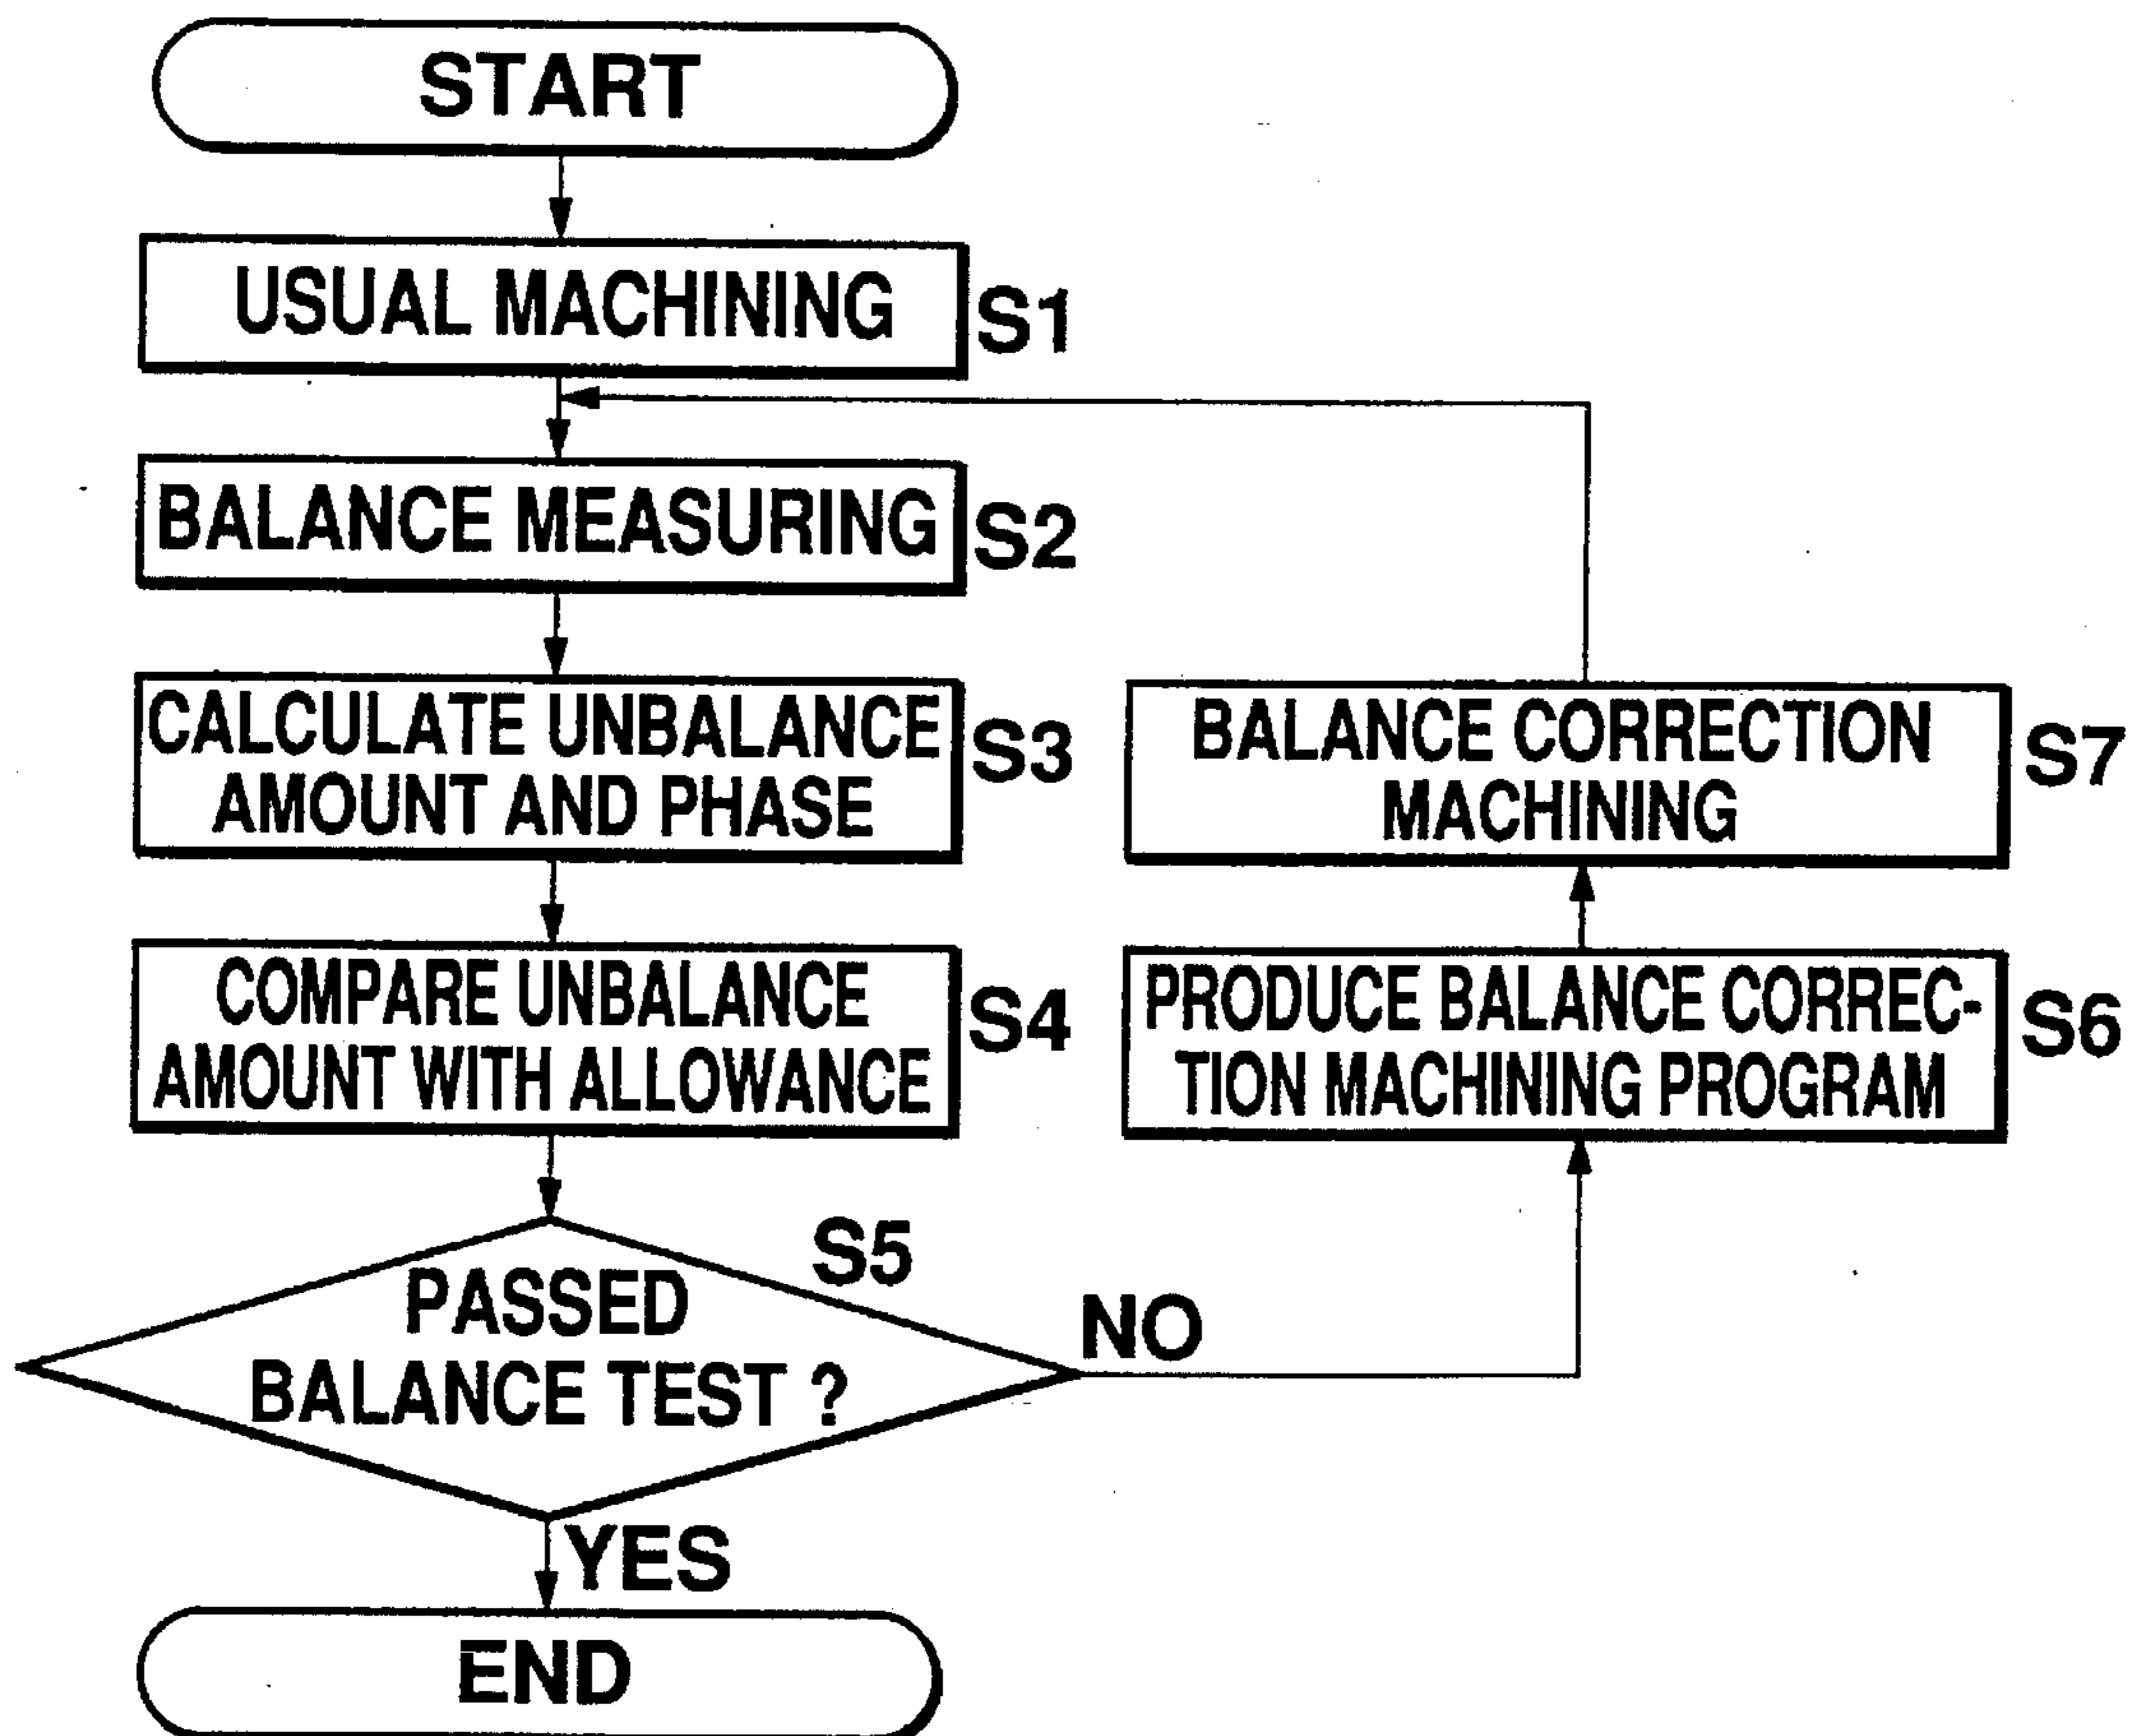 START
USUAL MACHINING
S1
BALANCE MEASURING
S2
CALCULATE UNBALANCE
AMOUNT AND PHASE
S3
COMPARE UNBALANCE
AMOUNT WITH ALLOWANCE
S4
PASSED
BALANCE TEST ?
S5
NO
YES
END
PRODUCE BALANCE CORREC-
TION MACHINING PROGRAM
S6
BALANCE CORRECTION
MACHINING
S7